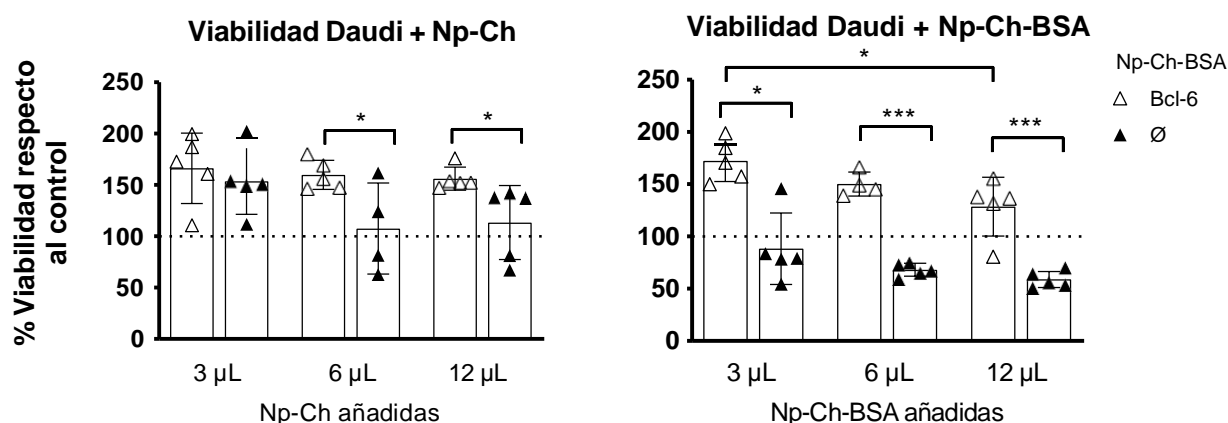 Viabilidad Daudi + Np-Ch
% Viabilidad respecto
al control
250
200
150
100
50
0
*
*
3 µL
6 µL
12 µL
Np-Ch añadidas
Viabilidad Daudi + Np-Ch-BSA
250
200
150
100
50
0
*
*
***
***
3 µL
6 µL
12 µL
Np-Ch-BSA añadidas
Np-Ch-BSA
Bcl-6
Ø